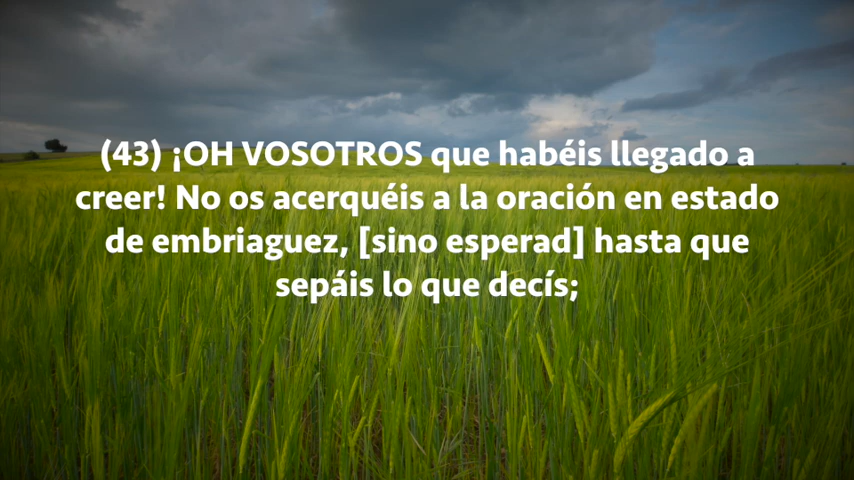 (43) ¡OH VOSOTROS que habéis llegado a
creer! No os acerquéis a la oración en estado
de embriaguez, [sino esperad] hasta que
sepáis lo que decís;